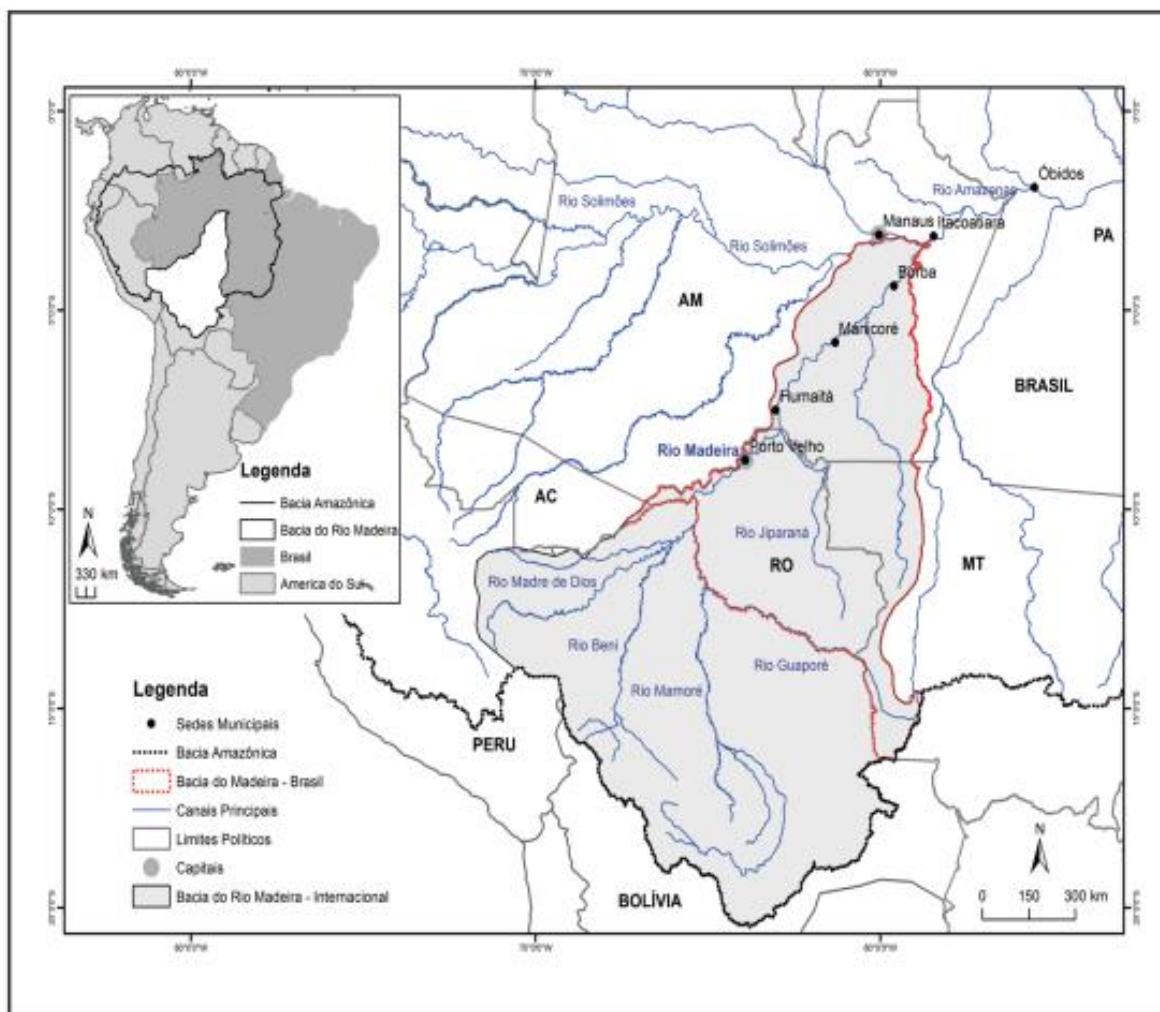 Óbidos
Rio Amazonas
Rio Solimões
Manaus
Itacoatiara
PA
Rio Solimões
Borba
AM
Manicoré
BRASIL
Humaitá
Rio Madeira
Porto Velho
AC
Rio Jiparaná
RO
MT
Rio Madre de Dios
Rio Beni
Rio Guaporé
Rio Mamoré
PERU
BOLÍVIA
N
330 km
Legenda
Bacia Amazônica
Bacia do Rio Madeira
Brasil
America do Sul
Legenda
Sedes Municipais
Bacia Amazônica
Bacia do Madeira - Brasil
Canais Principais
Limites Políticos
Capitais
Bacia do Rio Madeira - Internacional
N
0 150 300 km